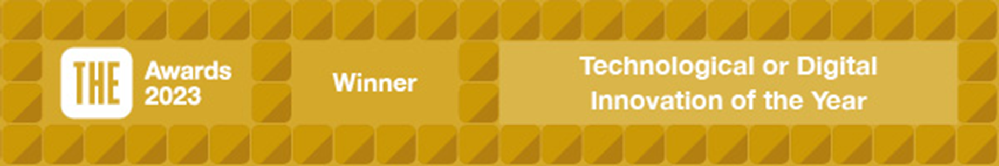 THE
Awards
2023
Winner
Technological or Digital
Innovation of the Year